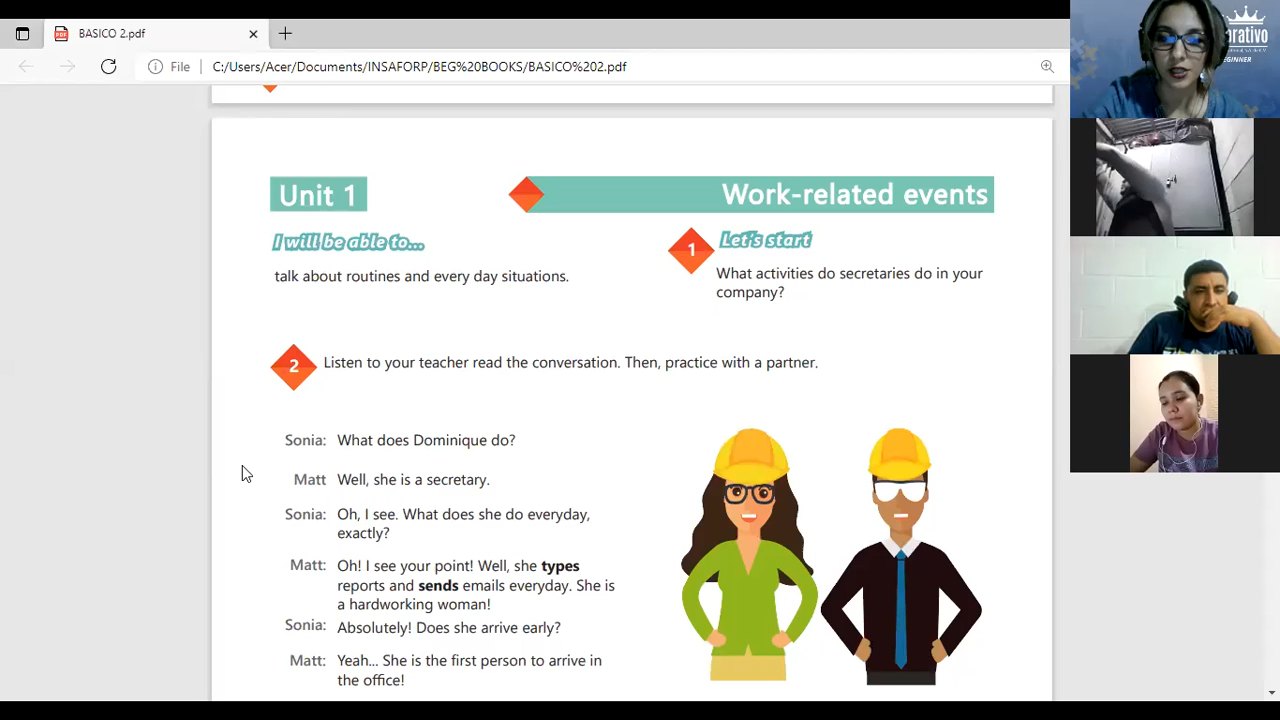 BASICO 2.pdf
File C:/Users/Acer/Documents/INSAFORP/BEG%20BOOKS/BASICO%202.pdf
rativo
GINNER
Unit 1
Work-related events
I will be able to...
talk about routines and every day situations.
1
Let's start
What activities do secretaries do in your
company?
2 Listen to your teacher read the conversation. Then, practice with a partner.
Sonia: What does Dominique do?
Matt Well, she is a secretary.
Sonia: Oh, I see. What does she do everyday,
exactly?
Matt: Oh! I see your point! Well, she types
reports and sends emails everyday. She is
a hardworking woman!
Sonia: Absolutely! Does she arrive early?
Matt: Yeah... She is the first person to arrive in
the office!